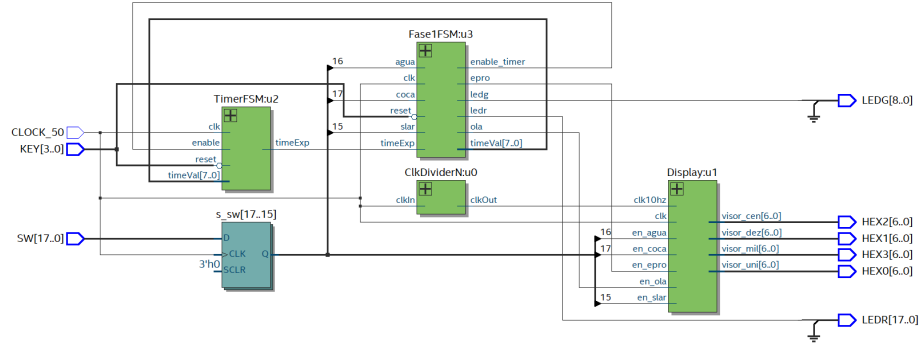 Fase1FSM:u3
16
agua
enable_timer
clk
epro
17
coca
ledg
LEDG[8..0]
reset
ledr
15
slar
ola
timeExp
timeVal[7..0]
TimerFSM:u2
CLOCK_50
clk
KEY[3..0]
enable
timeExp
reset
timeVal[7..0]
ClkDividerN:u0
clkIn
clkOut
Display:u1
clk10hz
clk
visor_cen[6..0]
HEX2[6..0]
16
en_agua
visor_dez[6..0]
HEX1[6..0]
17
en_coca
visor_mil[6..0]
HEX3[6..0]
en_epro
visor_uni[6..0]
HEX0[6..0]
en_ola
15
en_slar
s_sw[17..15]
SW[17..0]
D
CLK
Q
3'h0
SCLR
LEDR[17..0]